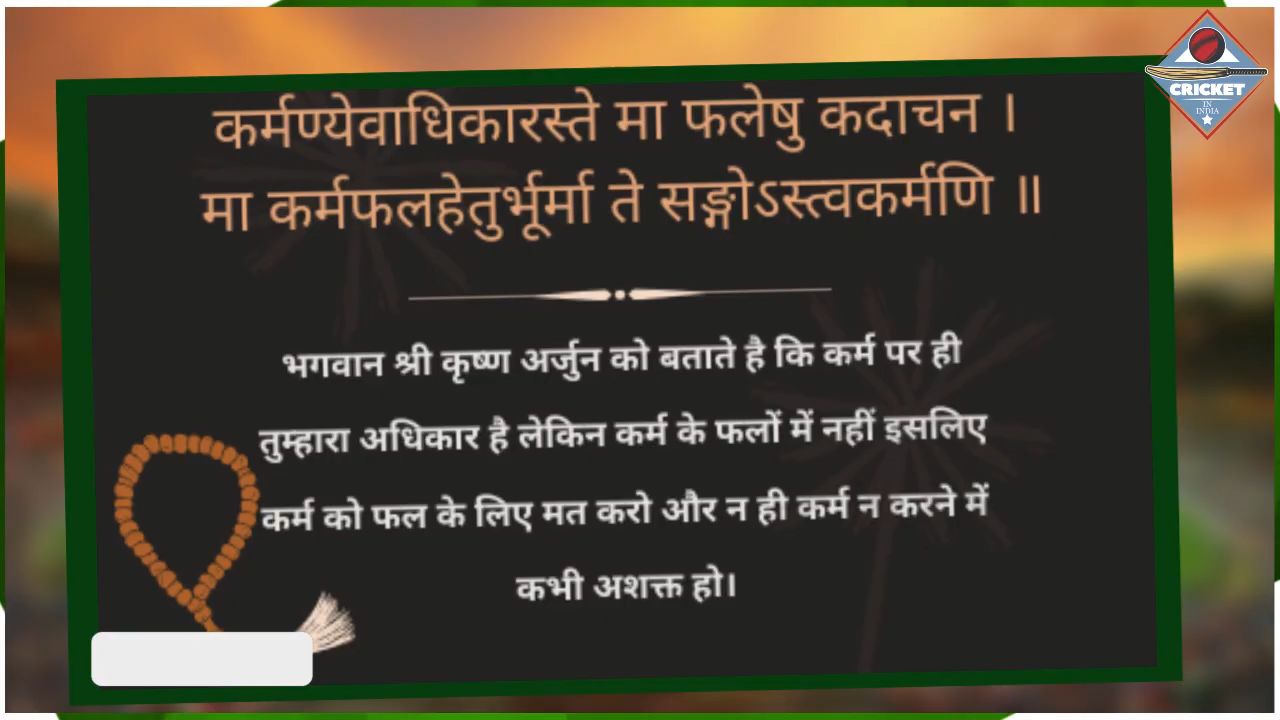 कर्मण्येवाधिकारस्ते मा फलेषु कदाचन ।
मा कर्मफलहेतुर्भूर्मा ते सङ्गोऽस्त्वकर्मणि ॥
भगवान श्री कृष्ण अर्जुन को बताते है कि कर्म पर ही
तुम्हारा अधिकार है लेकिन कर्म के फलों में नहीं इसलिए
कर्म को फल के लिए मत करो और न ही कर्म न करने में
कभी अशक्त हो।
CRICKET
IN
INDIA